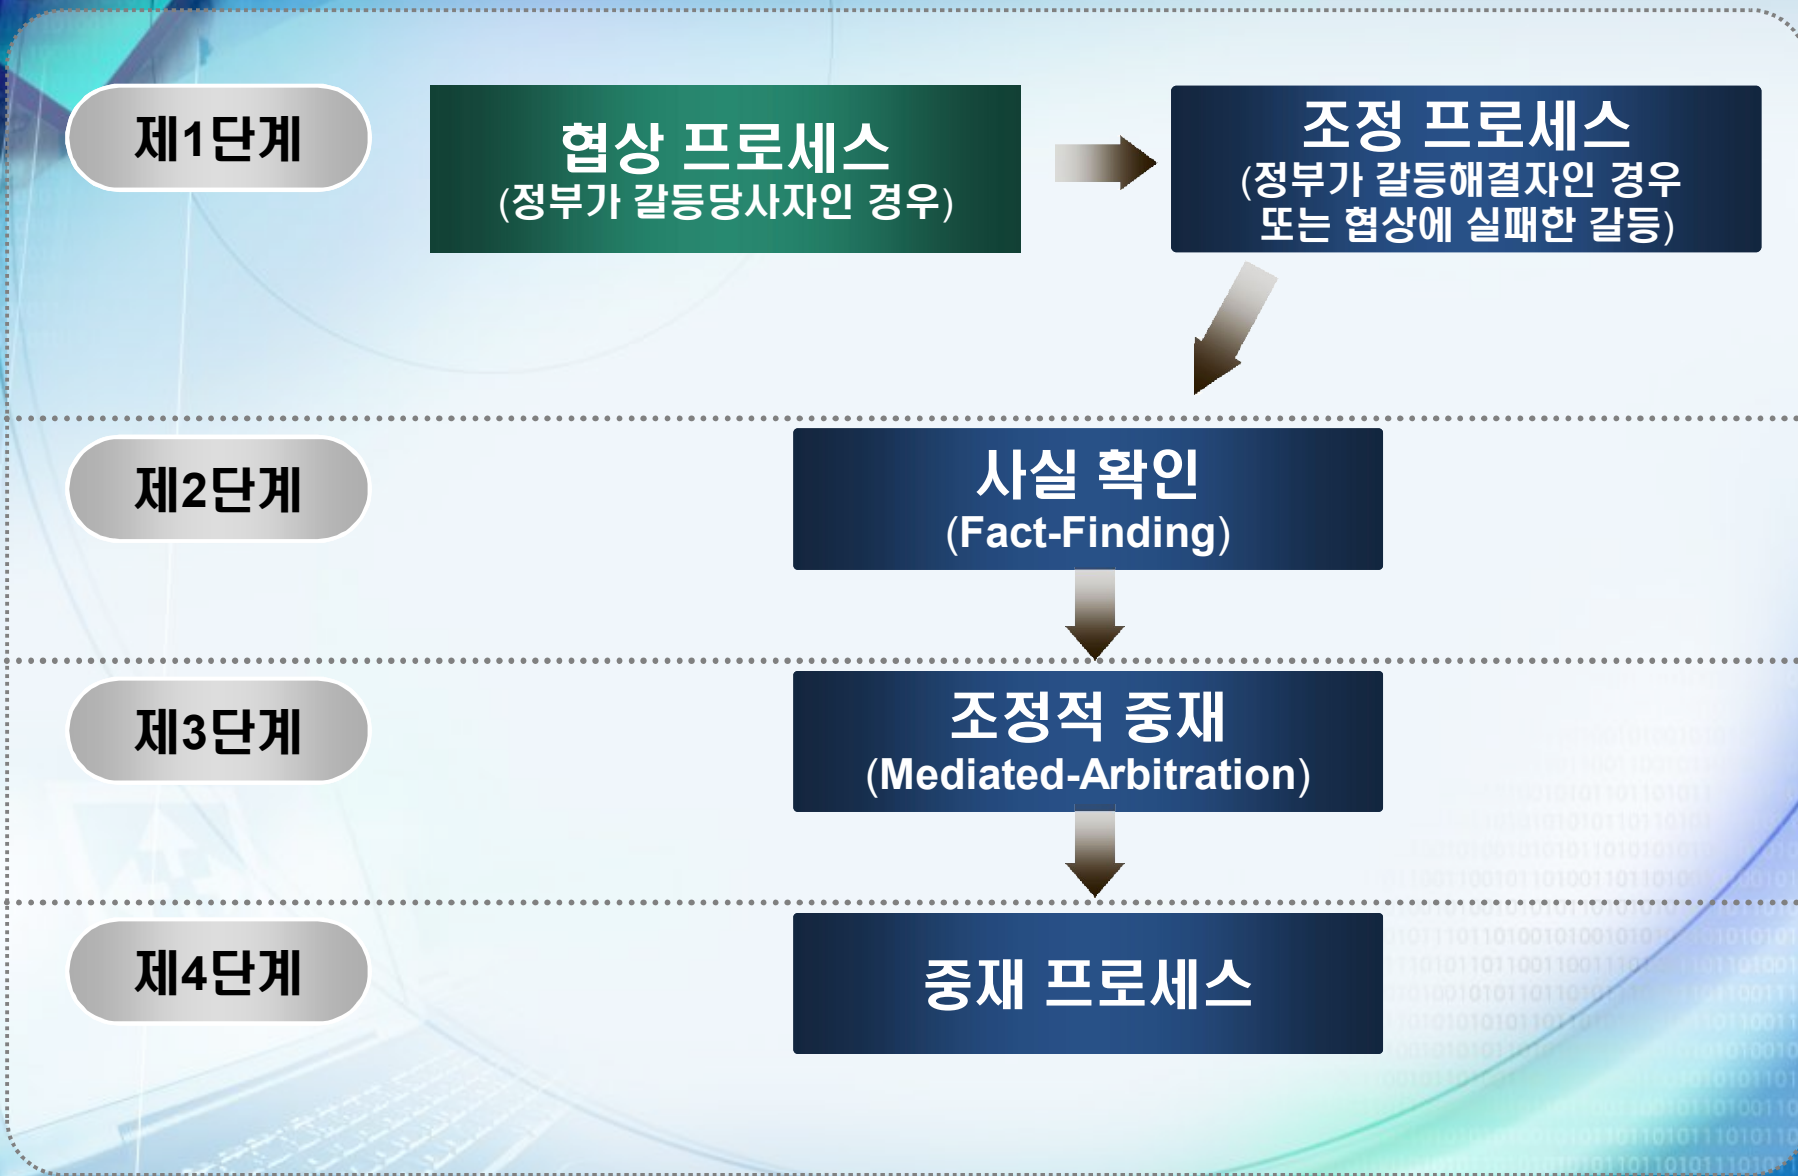 제1단계
협상 프로세스
(정부가 갈등당사자인 경우)
조정 프로세스
(정부가 갈등해결자인 경우
또는 협상에 실패한 갈등)
제2단계
사실 확인
(Fact-Finding)
제3단계
조정적 중재
(Mediated-Arbitration)
제4단계
중재 프로세스